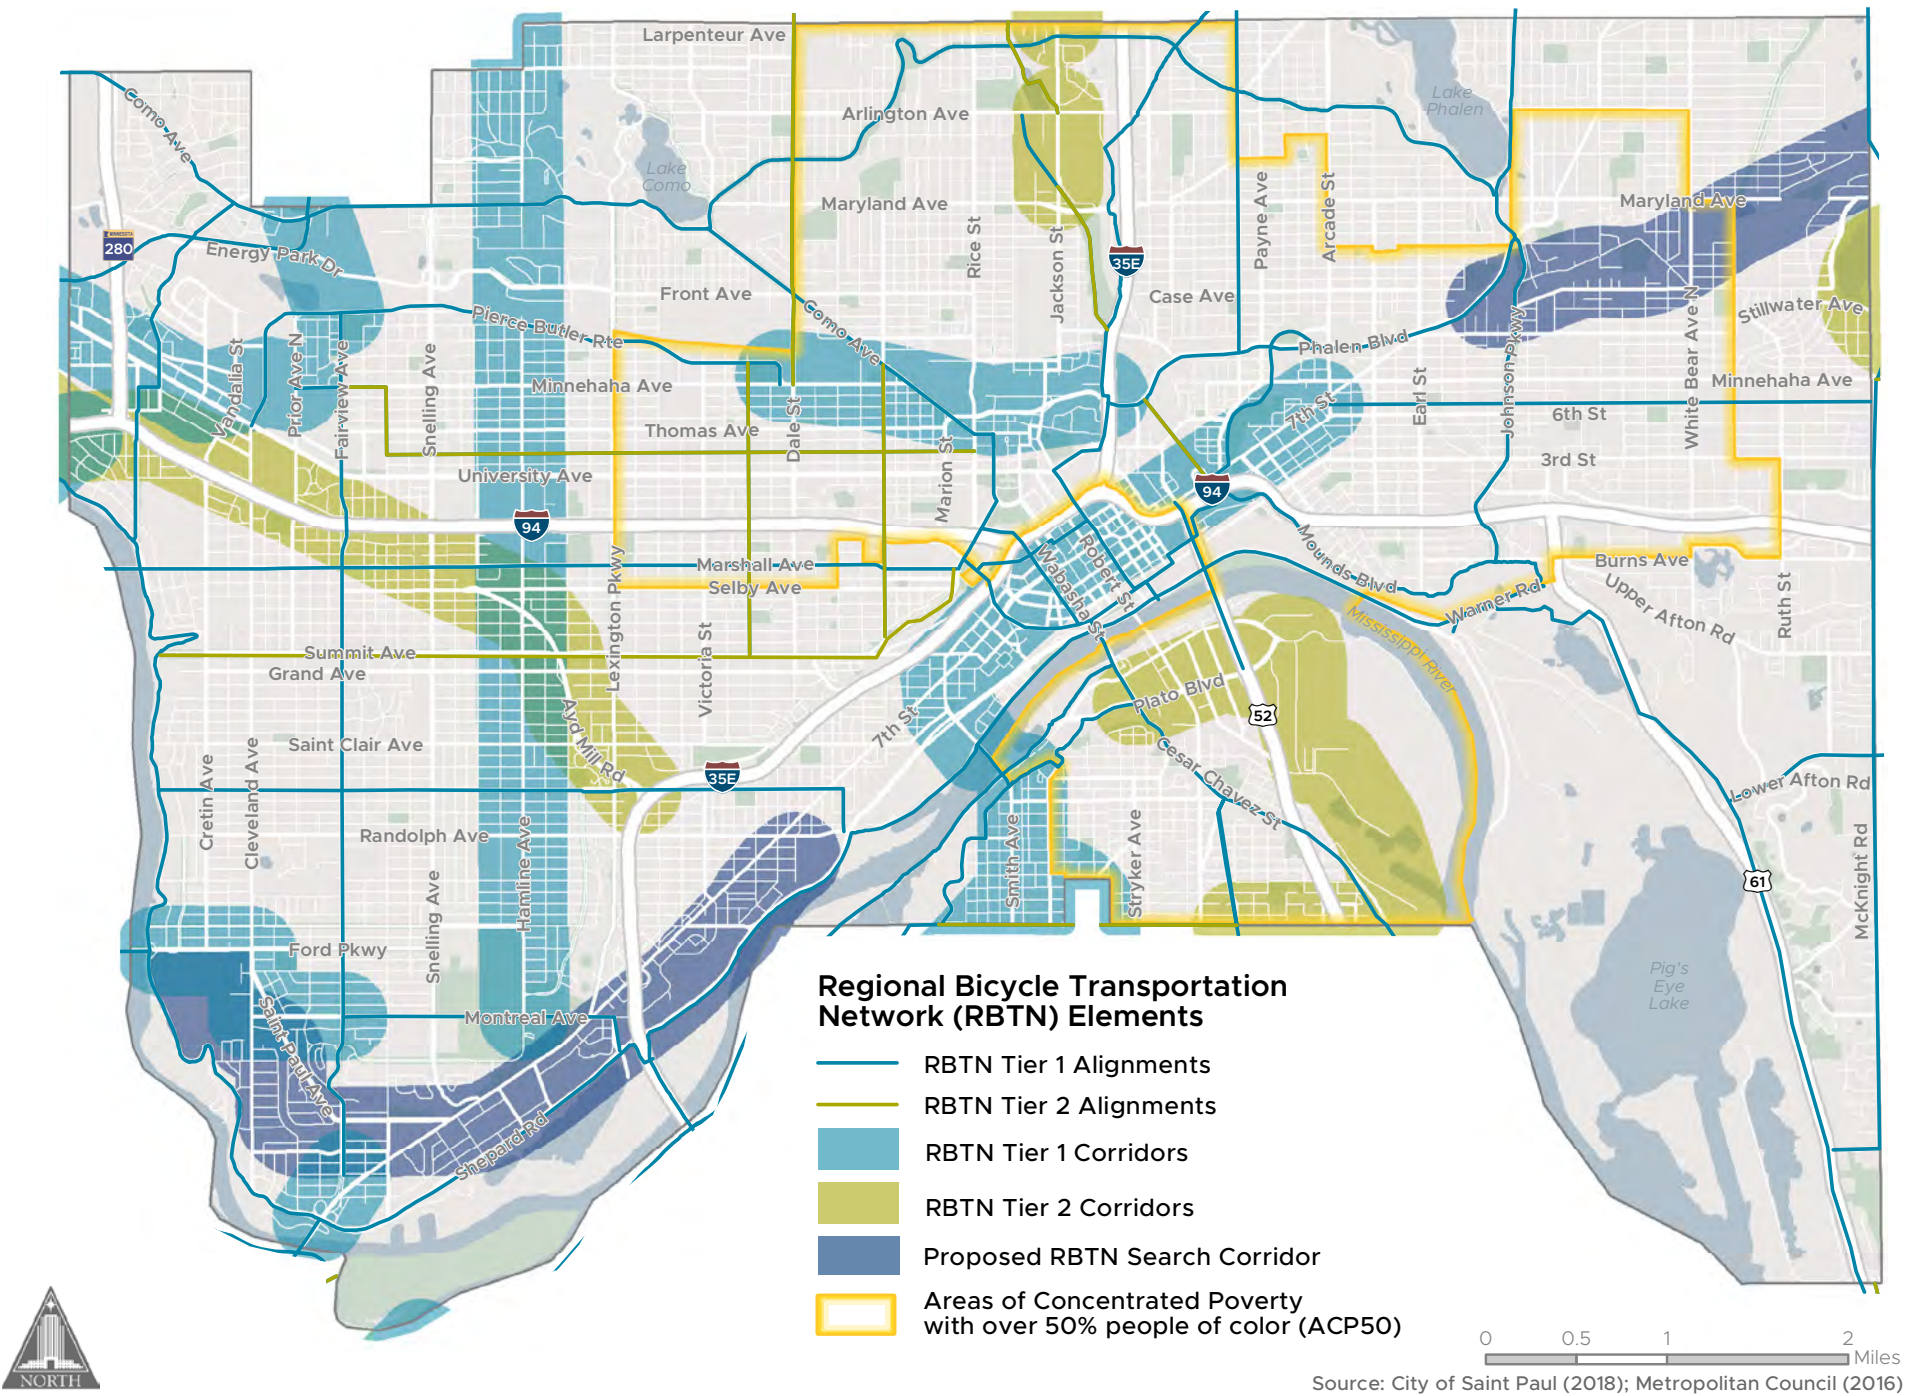 Larpenteur Ave
Como Ave
Arlington Ave
Lake
Phalen
Lake
Como
Maryland Ave
Maryland Ave
Rice St
Jackson St
Payne Ave
Arcade St
MINNESOTA
280
Energy Park Dr
35E
Front Ave
Case Ave
Como Ave
Pierce Butler Rte
Stillwater Ave
Phalen Blvd
Johnson Pkwy
White Bear Ave N
Vandalia St
Prior Ave N
Fairview Ave
Snelling Ave
Minnehaha Ave
Minnehaha Ave
Dale St
Earl St
7th St
6th St
Thomas Ave
Marion St
3rd St
University Ave
94
94
Mounds Blvd
Robert St
Wabasha St
Lexington Pkwy
Marshall Ave
Selby Ave
Burns Ave
Warner Rd
Upper Afton Rd
Ruth St
Mississippi River
Summit Ave
Grand Ave
Victoria St
Plato Blvd
52
7th St
Ayd Mill Rd
Saint Clair Ave
Cesar Chavez St
35E
Cretin Ave
Cleveland Ave
Lower Afton Rd
Randolph Ave
Hamline Ave
Smith Ave
Stryker Ave
61
McKnight Rd
Snelling Ave
Ford Pkwy
Pig's
Eye
Lake
Saint Paul Ave
Montreal Ave
Shepard Rd
Regional Bicycle Transportation
Network (RBTN) Elements
RBTN Tier 1 Alignments
RBTN Tier 2 Alignments
RBTN Tier 1 Corridors
RBTN Tier 2 Corridors
Proposed RBTN Search Corridor
Areas of Concentrated Poverty
with over 50% people of color (ACP50)
0 0.5 1 2
Miles
NORTH
Source: City of Saint Paul (2018); Metropolitan Council (2016)